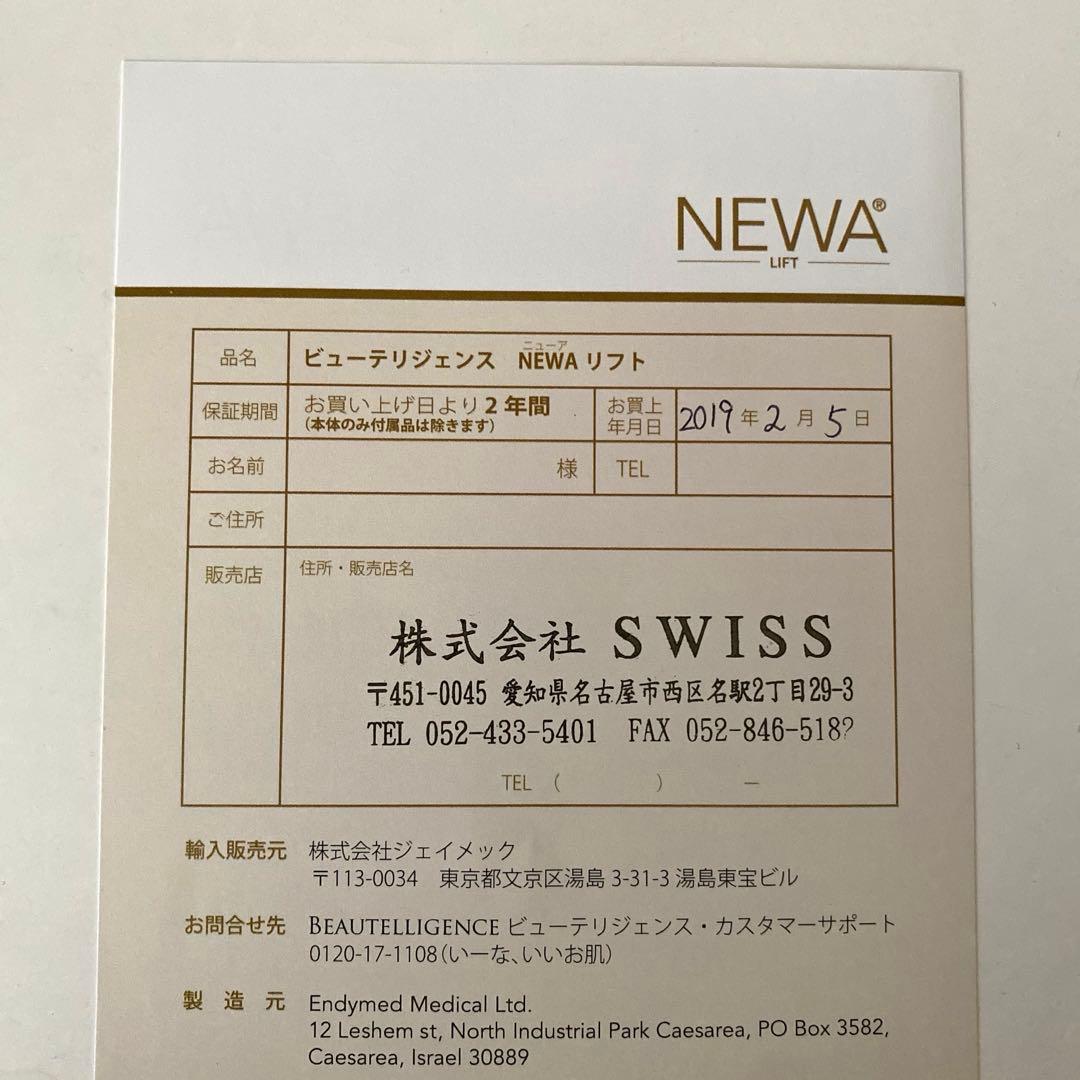 NEWA®
LIFT
品名 ビューテリジェンス NEWA リフト
ニューア
保証期間 お買い上げ日より2年間
(本体のみ付属品は除きます)
お買上年月日 2019年2月5日
お名前 様 TEL
ご住所
販売店 住所・販売店名
株式会社 SWISS
〒451-0045 愛知県名古屋市西区名駅2丁目29-3
TEL 052-433-5401 FAX 052-846-518
TEL ( ) −
輸入販売元 株式会社ジェイメック
〒113-0034 東京都文京区湯島 3-31-3 湯島東宝ビル
お問合せ先 BEAUTELLIGENCE ビューテリジェンス・カスタマーサポート
0120-17-1108(いーな、いいお肌)
製造元 Endymed Medical Ltd.
12 Leshem st, North Industrial Park Caesarea, PO Box 3582,
Caesarea, Israel 30889